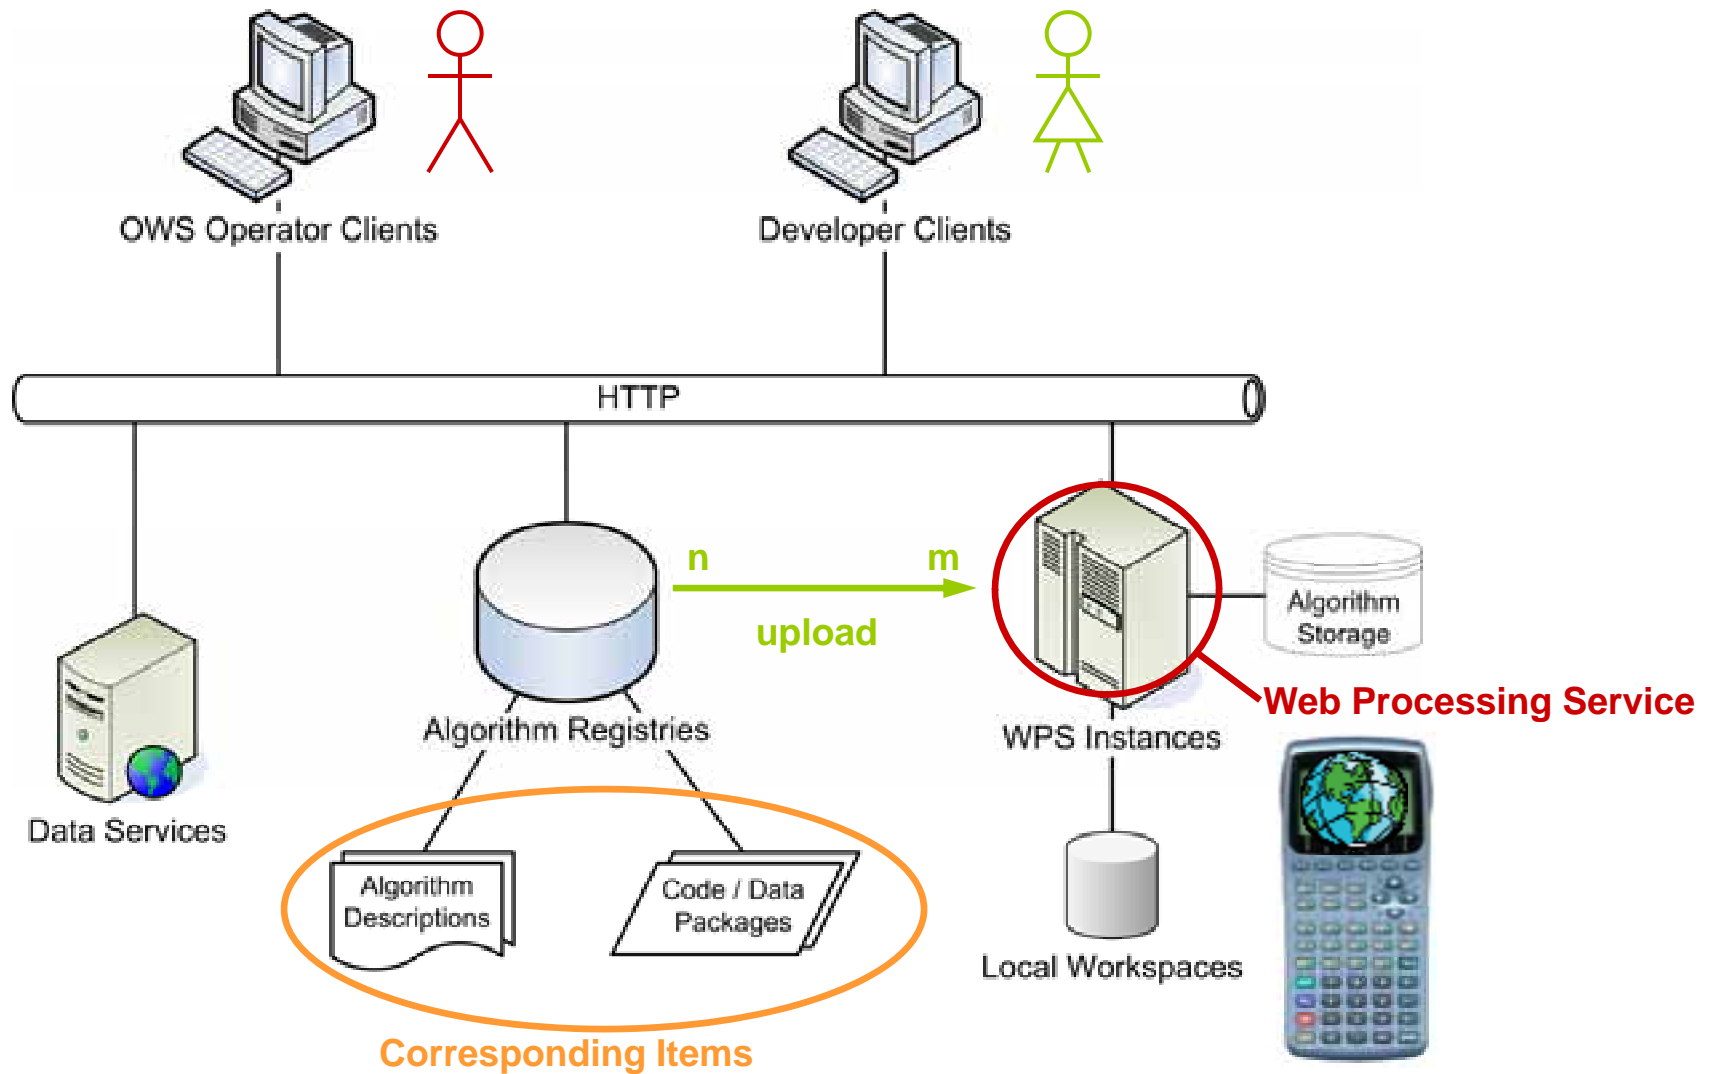 OWS Operator Clients
Developer Clients
HTTP
n
m
upload
Algorithm
Storage
Web Processing Service
Algorithm Registries
WPS Instances
Data Services
Algorithm
Descriptions
Code / Data
Packages
Local Workspaces
Corresponding Items